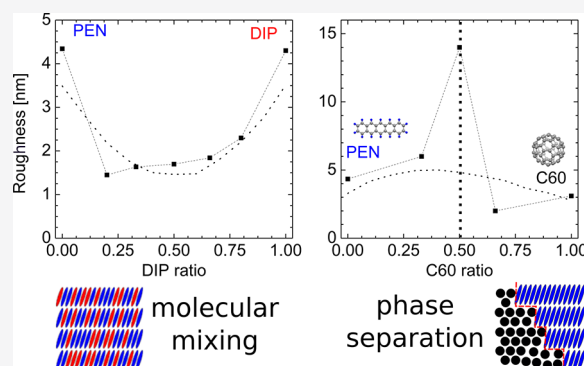 PEN
DIP
Roughness [nm]
5
4
3
2
1
0
0.00 0.25 0.50 0.75 1.00
DIP ratio
15
10
5
0
PEN
C60
0.00 0.25 0.50 0.75 1.00
C60 ratio
molecular
mixing
phase
separation